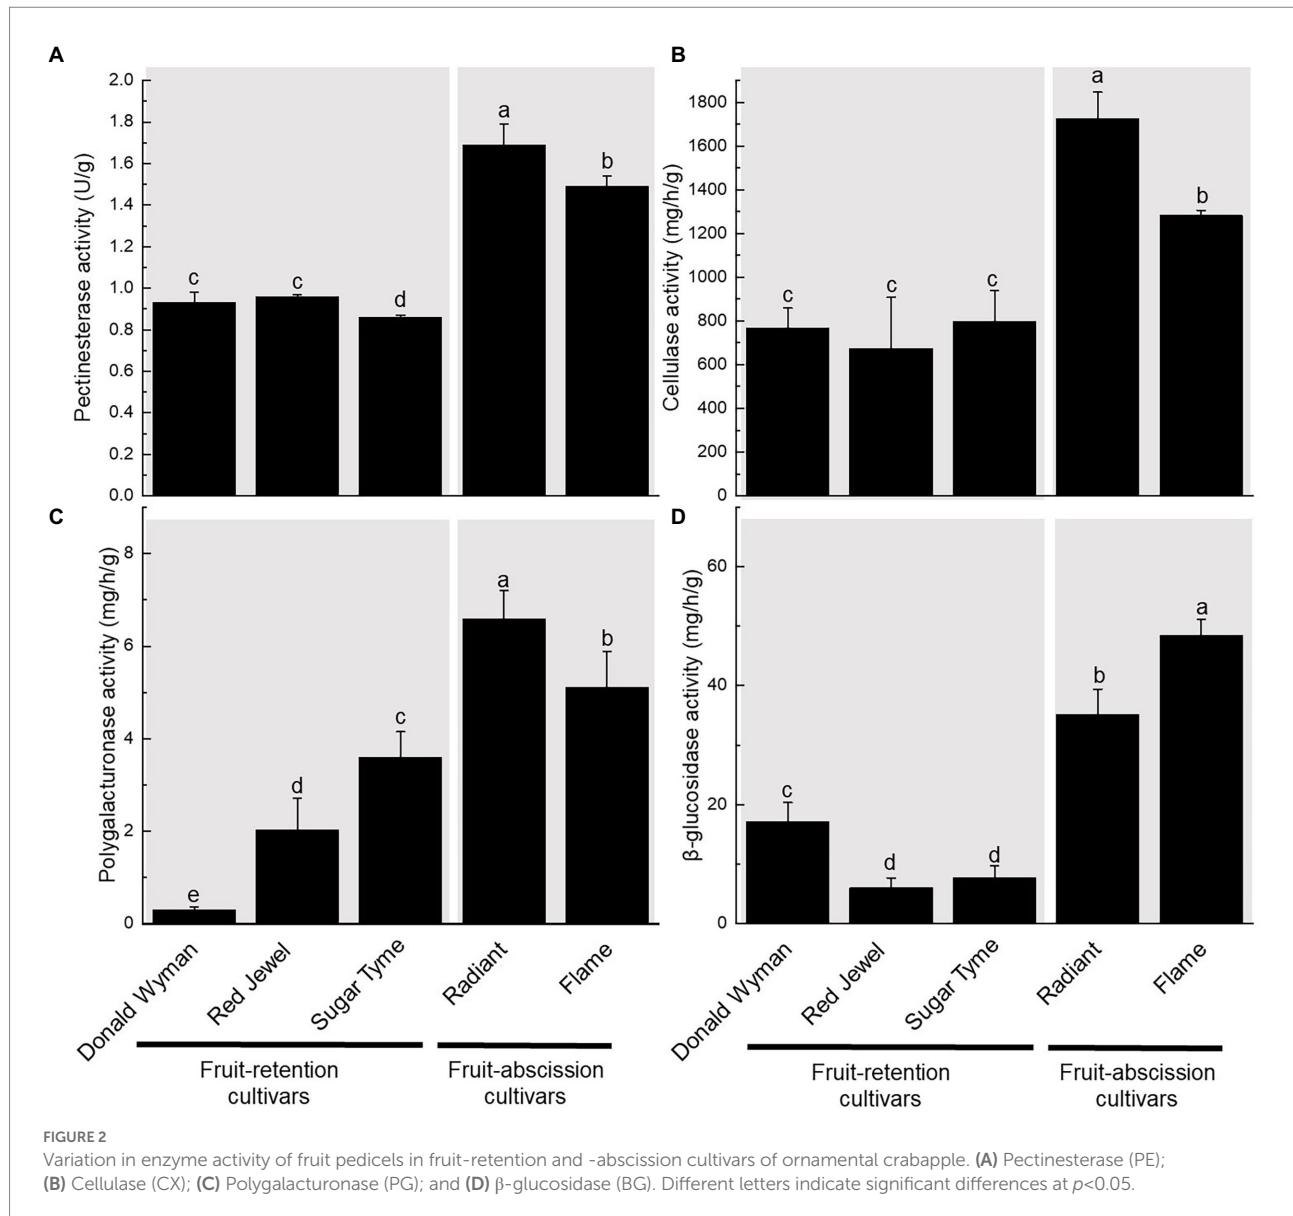 A
Pectinesterase activity (U/g)
2.0
1.8
1.6
1.4
1.2
1.0
0.8
0.6
0.4
0.2
0.0
c
c
d
a
b
B
Cellulase activity (mg/h/g)
1800
1600
1400
1200
1000
800
600
400
200
0
c
c
c
a
b
C
Polygalacturonase activity (mg/h/g)
8
6
4
2
0
e
d
c
a
b
Donald Wyman
Red Jewel
Sugar Tyme
Radiant
Flame
Fruit-retention
cultivars
Fruit-abscission
cultivars
D
β-glucosidase activity (mg/h/g)
60
40
20
0
c
d
d
b
a
Donald Wyman
Red Jewel
Sugar Tyme
Radiant
Flame
Fruit-retention
cultivars
Fruit-abscission
cultivars
FIGURE 2
Variation in enzyme activity of fruit pedicels in fruit-retention and -abscission cultivars of ornamental crabapple. (A) Pectinesterase (PE);
(B) Cellulase (CX); (C) Polygalacturonase (PG); and (D) β-glucosidase (BG). Different letters indicate significant differences at p<0.05.